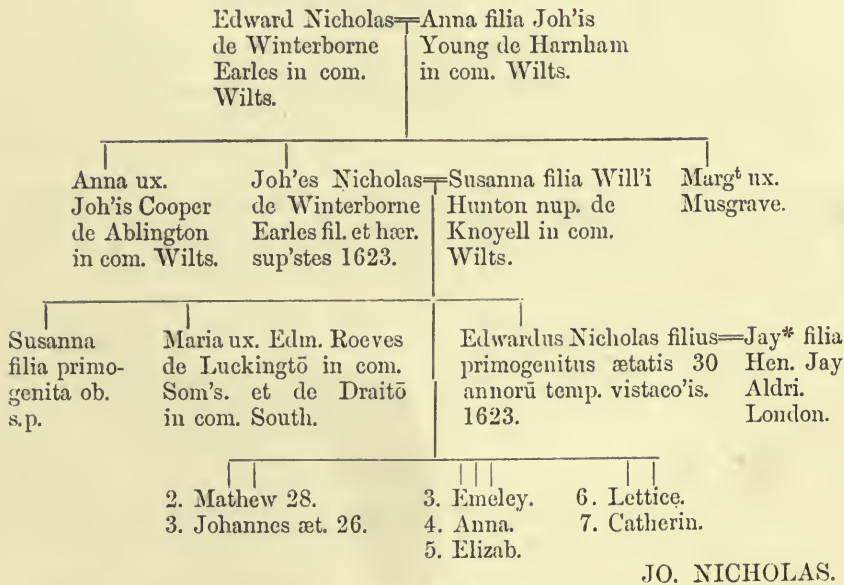 Edward Nicholas
de Winterborne
Earles in com.
Wilts.
Anna filia Joh'is
Young de Harnham
in com. Wilts.
Anna ux.
Joh'is Cooper
de Ablington
in com. Wilts.
Joh'es Nicholas
de Winterborne
Earles fil. et hær.
sup'stes 1623.
Susanna filia Will'i
Hunton nup. de
Knoyell in com.
Wilts.
Margᵗ ux.
Musgrave.
Susanna
filia primo-
genita ob.
s.p.
Maria ux. Edm. Roeves
de Luckingtō in com.
Som's. et de Draitō
in com. South.
Edwardus Nicholas filius
primogenitus ætatis 30
annorū temp. vistaco'is.
1623.
Jay* filia
Hen. Jay
Aldri.
London.
2. Mathew 28.
3. Johannes æt. 26.
3. Emeley.
4. Anna.
5. Elizab.
6. Lettice.
7. Catherin.
JO. NICHOLAS.